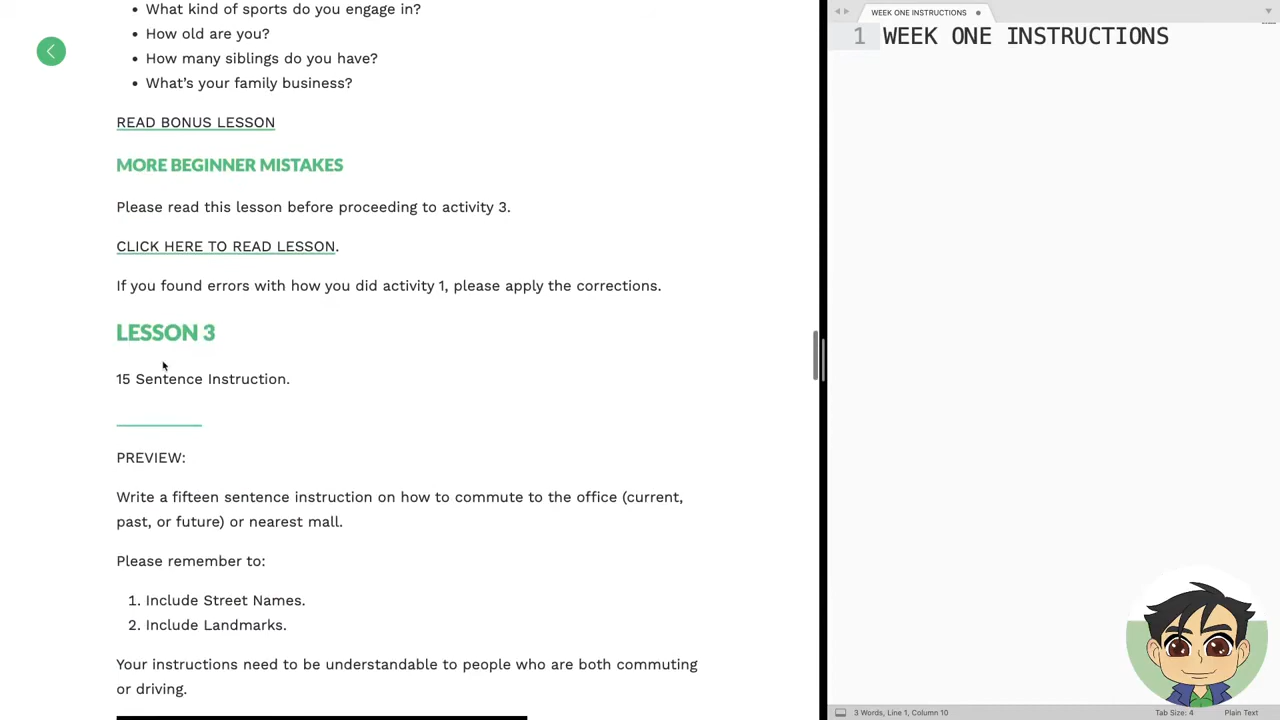 What kind of sports do you engage in?
How old are you?
How many siblings do you have?
What's your family business?
READ BONUS LESSON
MORE BEGINNER MISTAKES
Please read this lesson before proceeding to activity 3.
CLICK HERE TO READ LESSON.
If you found errors with how you did activity 1, please apply the corrections.
LESSON 3
15 Sentence Instruction.
PREVIEW:
Write a fifteen sentence instruction on how to commute to the office (current,
past, or future) or nearest mall.
Please remember to:
1. Include Street Names.
2. Include Landmarks.
Your instructions need to be understandable to people who are both commuting
or driving.
WEEK ONE INSTRUCTIONS
1 WEEK ONE INSTRUCTIONS
3 Words, Line 1, Column 10
Tab Size: 4
Plain Text